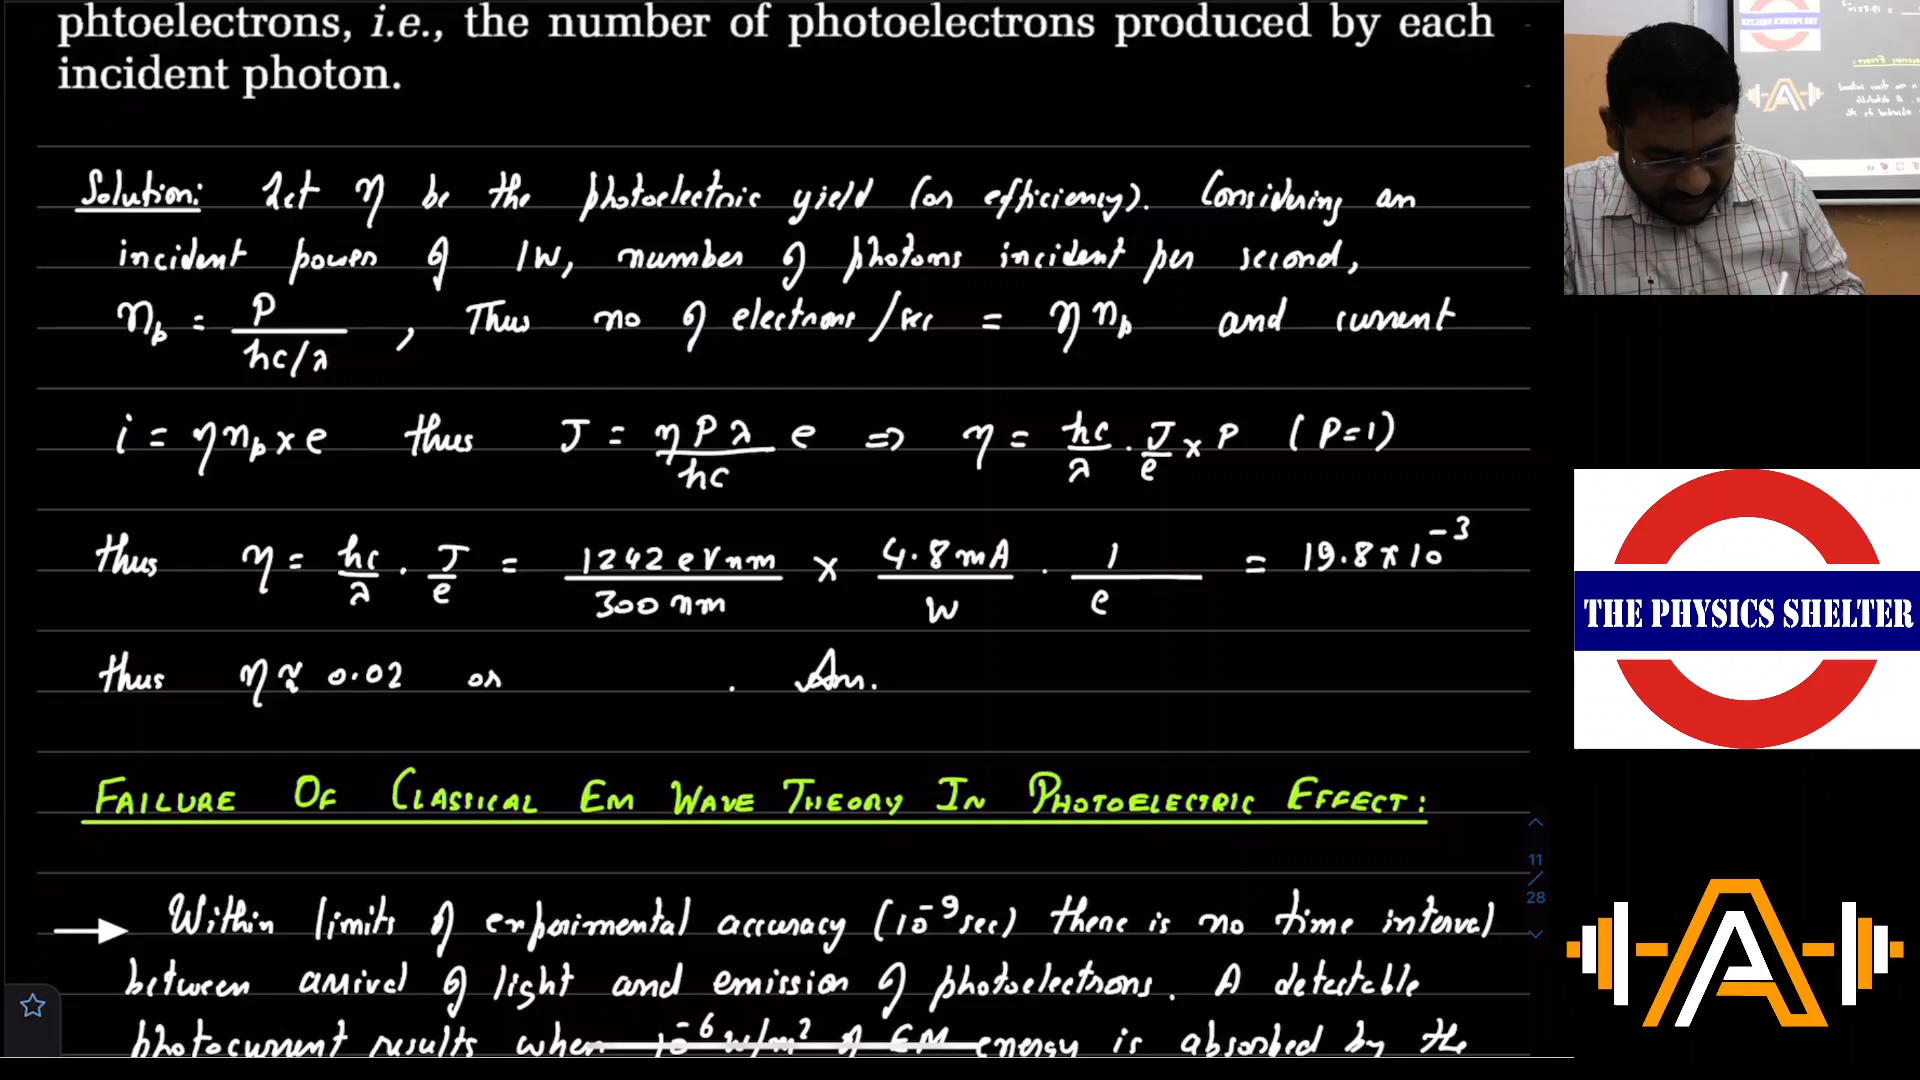 phtoelectrons, i.e., the number of photoelectrons produced by each
incident photon.
Solution: Let η be the photoelectric yield (or efficiency). Considering an
incident power of 1W, number of photons incident per second,
n_p = P / (hc/λ) , Thus no of electrons/sec = η n_p and current
i = η n_p × e thus J = (η P λ / hc) e ⇒ η = hc/λ · J/e × P (P=1)
thus η = hc/λ · J/e = 1242 eV nm / 300 nm × 4.8 mA / W · 1 / e = 19.8 × 10⁻³
thus η ≈ 0.02 or . Ans.
FAILURE OF CLASSICAL EM WAVE THEORY IN PHOTOELECTRIC EFFECT:
→ Within limits of experimental accuracy (10⁻⁹ sec) there is no time interval
between arrival of light and emission of photoelectrons. A detectable
photocurrent results when 10⁻⁶ W/m² of EM energy is absorbed by the
11
/
28
THE PHYSICS SHELTER
A